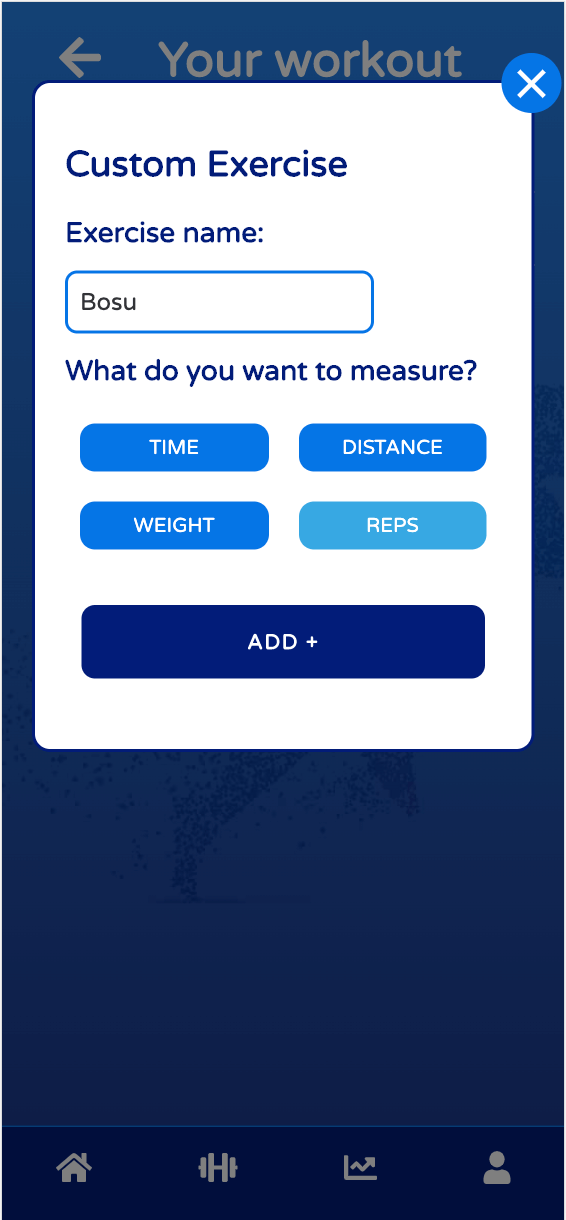 Your workout
Custom Exercise
Exercise name:
Bosu
What do you want to measure?
TIME
DISTANCE
WEIGHT
REPS
ADD +